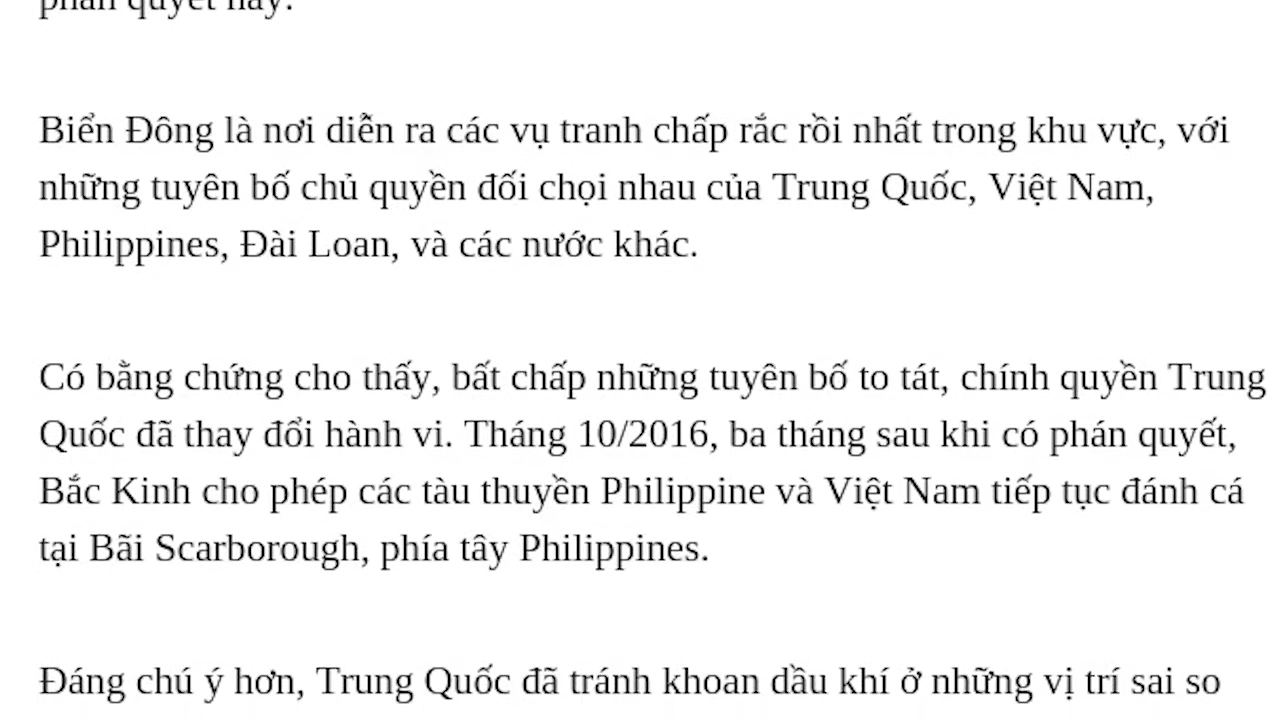 phán quyết này.
Biển Đông là nơi diễn ra các vụ tranh chấp rắc rồi nhất trong khu vực, với
những tuyên bố chủ quyền đối chọi nhau của Trung Quốc, Việt Nam,
Philippines, Đài Loan, và các nước khác.
Có bằng chứng cho thấy, bất chấp những tuyên bố to tát, chính quyền Trung
Quốc đã thay đổi hành vi. Tháng 10/2016, ba tháng sau khi có phán quyết,
Bắc Kinh cho phép các tàu thuyền Philippine và Việt Nam tiếp tục đánh cá
tại Bãi Scarborough, phía tây Philippines.
Đáng chú ý hơn, Trung Quốc đã tránh khoan dầu khí ở những vị trí sai so